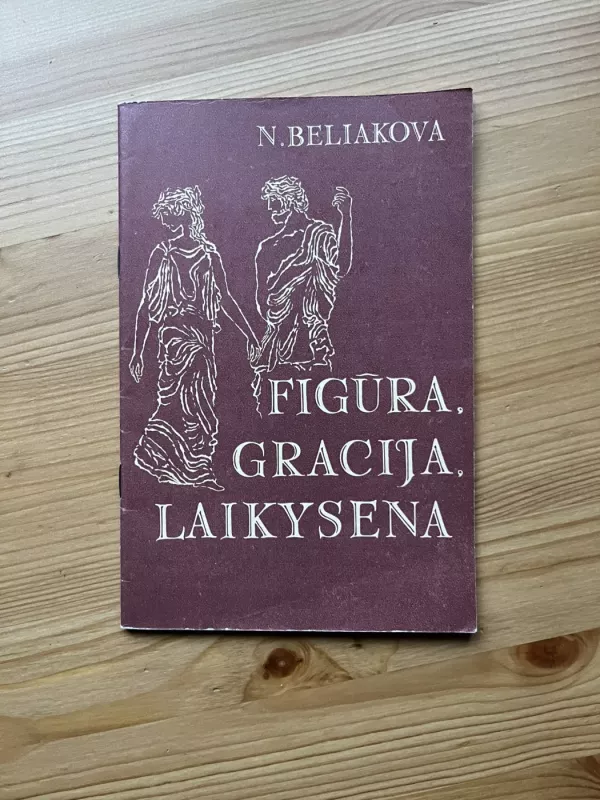 N. BELIAKOVA
FIGŪRA,
GRACIJA,
LAIKYSENA